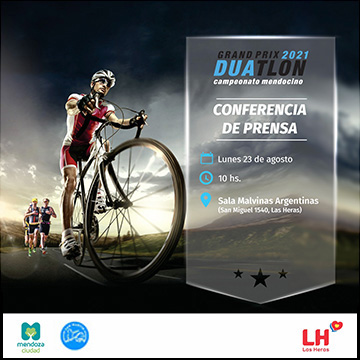 GRAND PRIX 2021
DUATLON
campeonato mendocino
CONFERENCIA
DE PRENSA
Lunes 23 de agosto
10 hs.
Sala Malvinas Argentinas
(San Miguel 1540, Las Heras)
mendoza
ciudad
LH
Las Heras